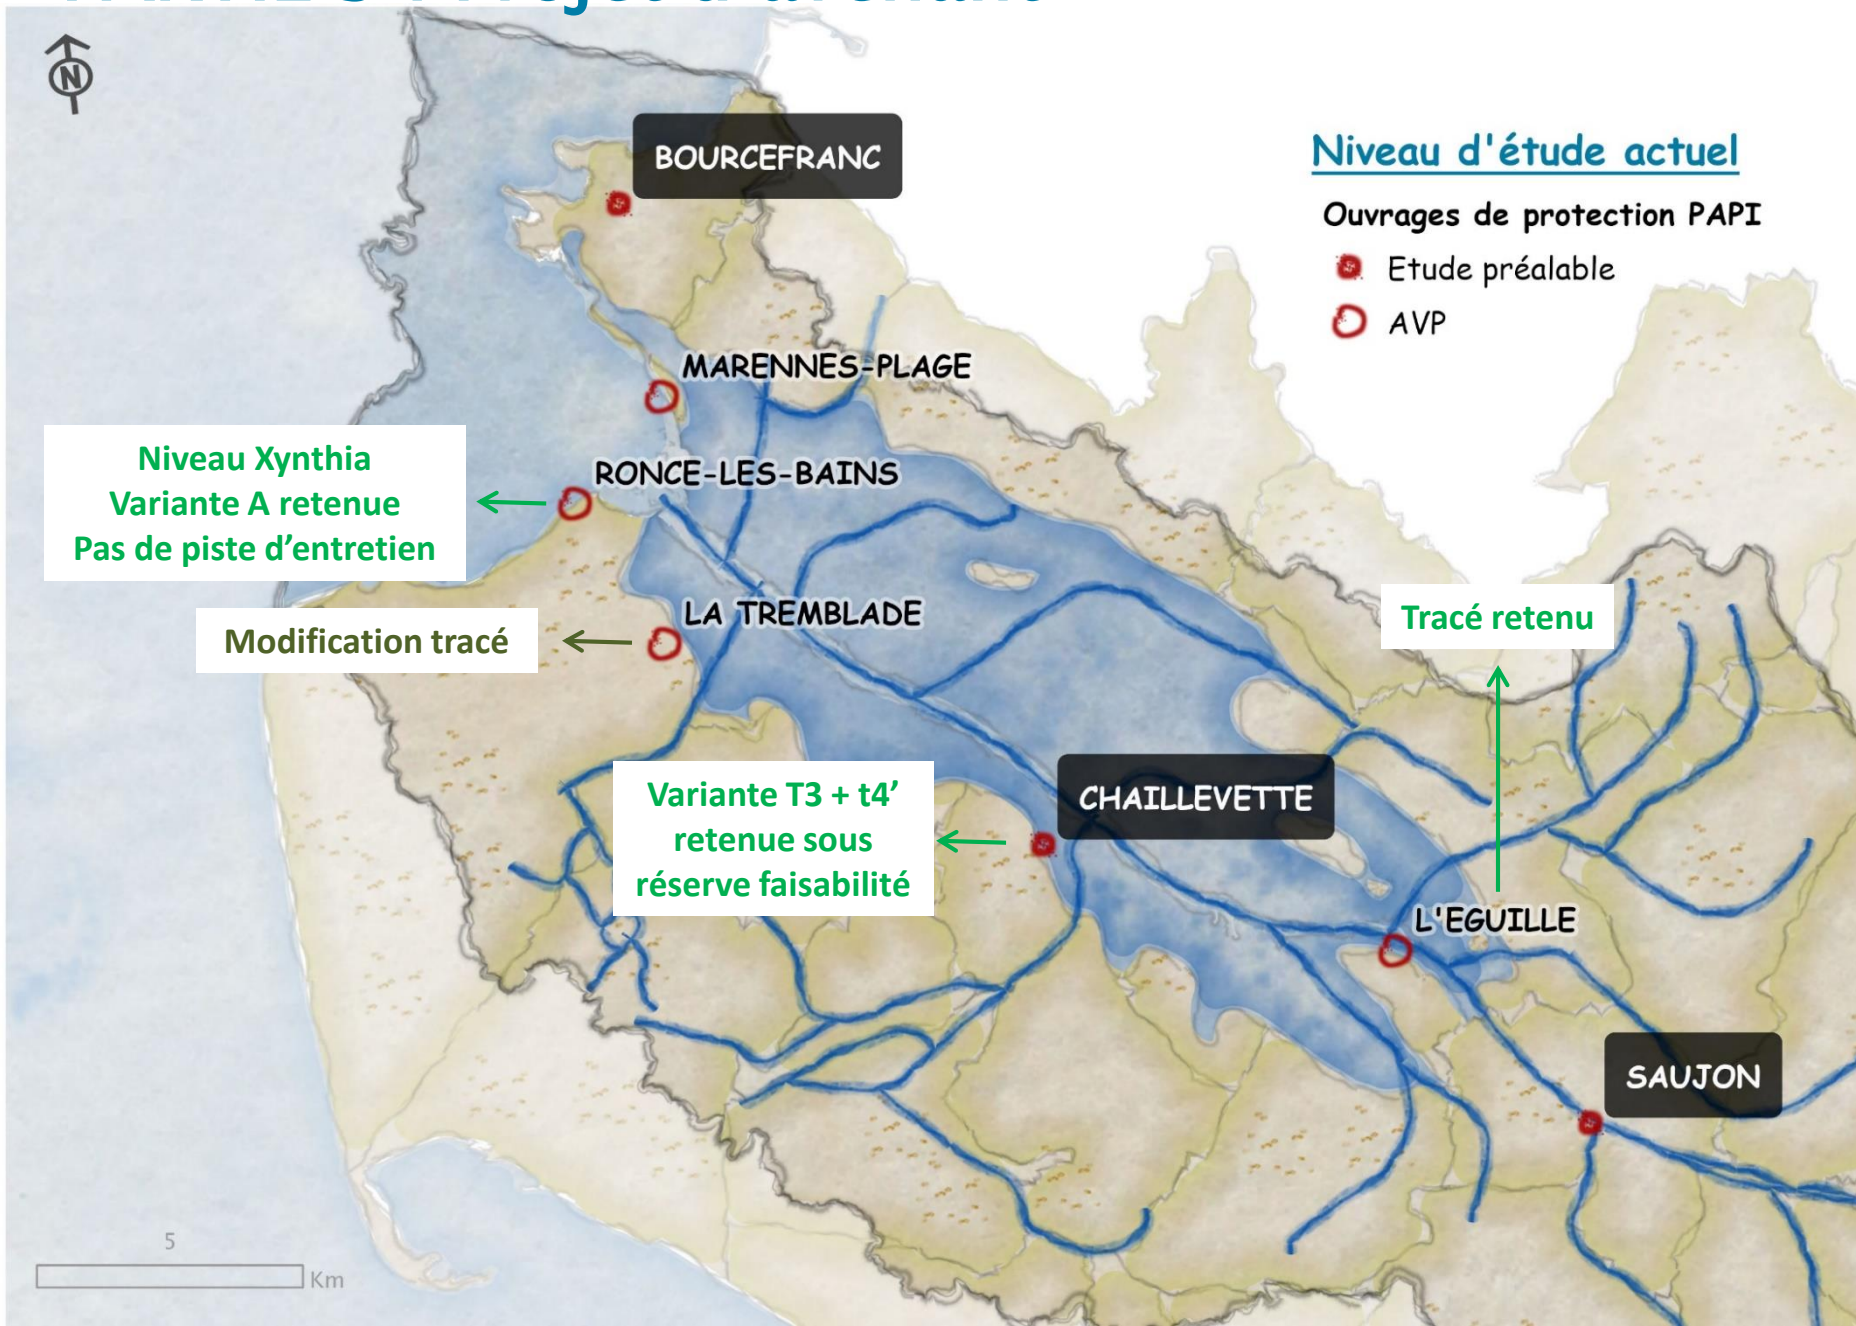 N
BOURCEFRANC
Niveau d'étude actuel
Ouvrages de protection PAPI
Etude préalable
AVP
MARENNES-PLAGE
Niveau Xynthia
Variante A retenue
Pas de piste d'entretien
RONCE-LES-BAINS
LA TREMBLADE
Modification tracé
Tracé retenu
Variante T3 + t4’
retenue sous
réserve faisabilité
CHAILLEVETTE
L'EGUILLE
SAUJON
5
Km